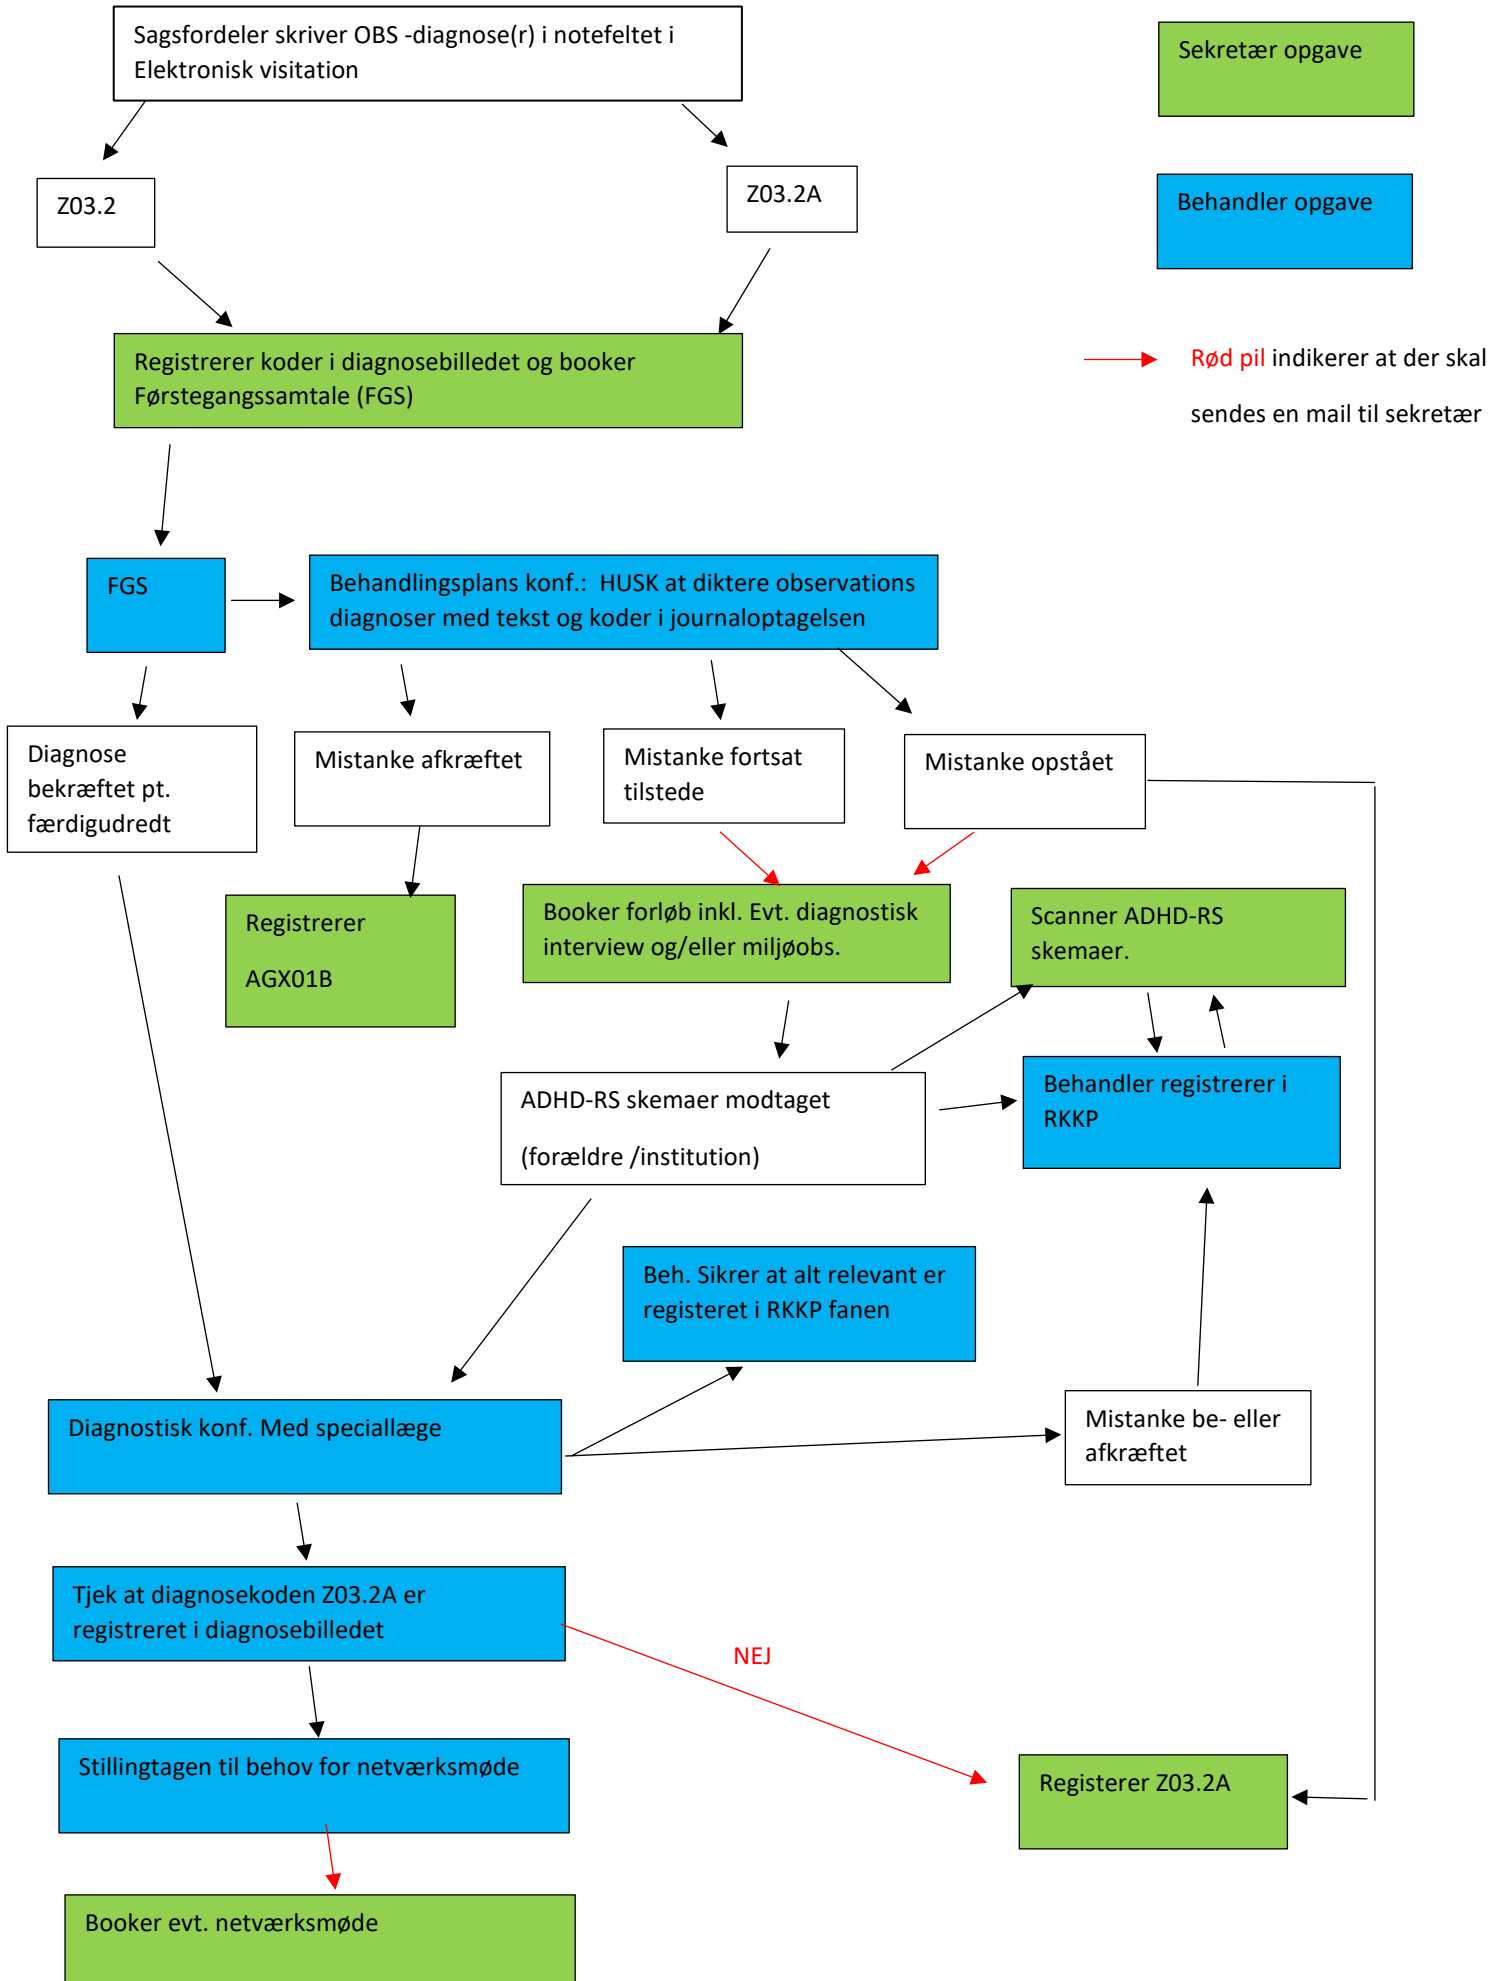 Sagsfordeler skriver OBS -diagnose(r) i notefeltet i
Elektronisk visitation
Sekretær opgave
Z03.2
Z03.2A
Behandler opgave
Registrerer koder i diagnosebilledet og booker
Førstegangssamtale (FGS)
Rød pil indikerer at der skal
sendes en mail til sekretær
FGS
Behandlingsplans konf.: HUSK at diktere observations
diagnoser med tekst og koder i journaloptagelsen
Diagnose
bekræftet pt.
færdigudredt
Mistanke afkræftet
Mistanke fortsat
tilstede
Mistanke opstået
Registrerer
AGX01B
Booker forløb inkl. Evt. diagnostisk
interview og/eller miljøobs.
Scanner ADHD-RS
skemaer.
ADHD-RS skemaer modtaget
(forældre /institution)
Behandler registrerer i
RKKP
Beh. Sikrer at alt relevant er
registeret i RKKP fanen
Diagnostisk konf. Med speciallæge
Mistanke be- eller
afkræftet
Tjek at diagnosekoden Z03.2A er
registreret i diagnosebilledet
NEJ
Stillingtagen til behov for netværksmøde
Registerer Z03.2A
Booker evt. netværksmøde